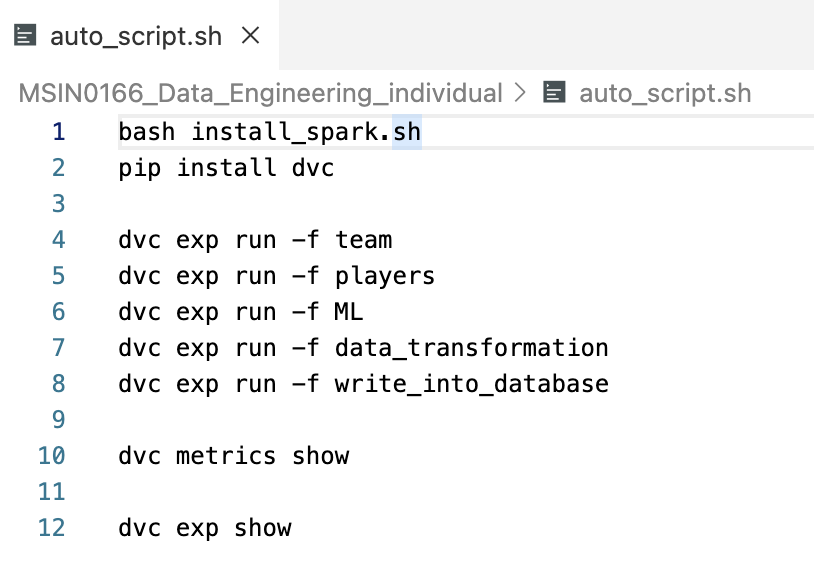 auto_script.sh
MSIN0166_Data_Engineering_individual > auto_script.sh
1 bash install_spark.sh
2 pip install dvc
3
4 dvc exp run -f team
5 dvc exp run -f players
6 dvc exp run -f ML
7 dvc exp run -f data_transformation
8 dvc exp run -f write_into_database
9
10 dvc metrics show
11
12 dvc exp show